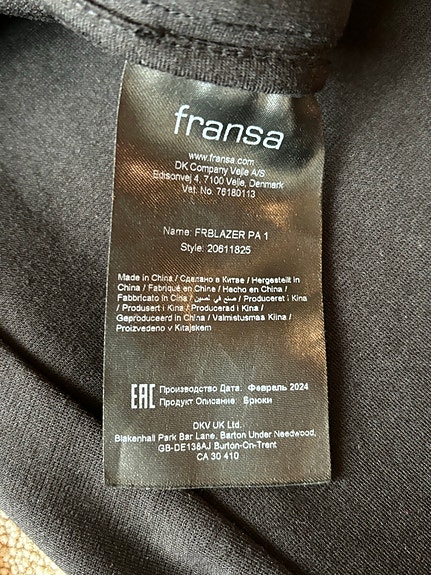 fransa
www.fransa.com
DK Company Vejle A/S
Edisonvej 4, 7100 Vejle, Denmark
Vat. No. 76180113
Name: FRBLAZER PA 1
Style: 20611825
Made in China / Сделано в Китае / Hergestellt in
China / Fabriqué en Chine / Hecho en China /
Fabbricato in Cina / صنع في الصين / Producerat i Kina
/ Produsert i Kina / Produceret i Kina /
Geproduceerd in China / Valmistusmaa Kiina /
Proizvedeno v Kitajskem
EAC Производство Дата: Февраль 2024
Продукт Описание: Брюки
DKV UK Ltd.
Blakenhall Park Bar Lane, Barton Under Needwood,
GB-DE138AJ Burton-On-Trent
CA 30 410